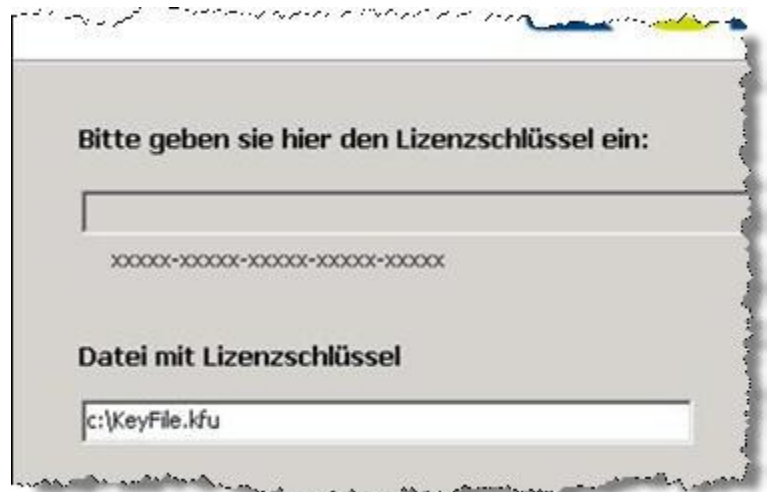 Bitte geben sie hier den Lizenzschlüssel ein:
xxxxx-xxxxx-xxxxx-xxxxx-xxxxx
Datei mit Lizenzschlüssel
c:\KeyFile.kfu